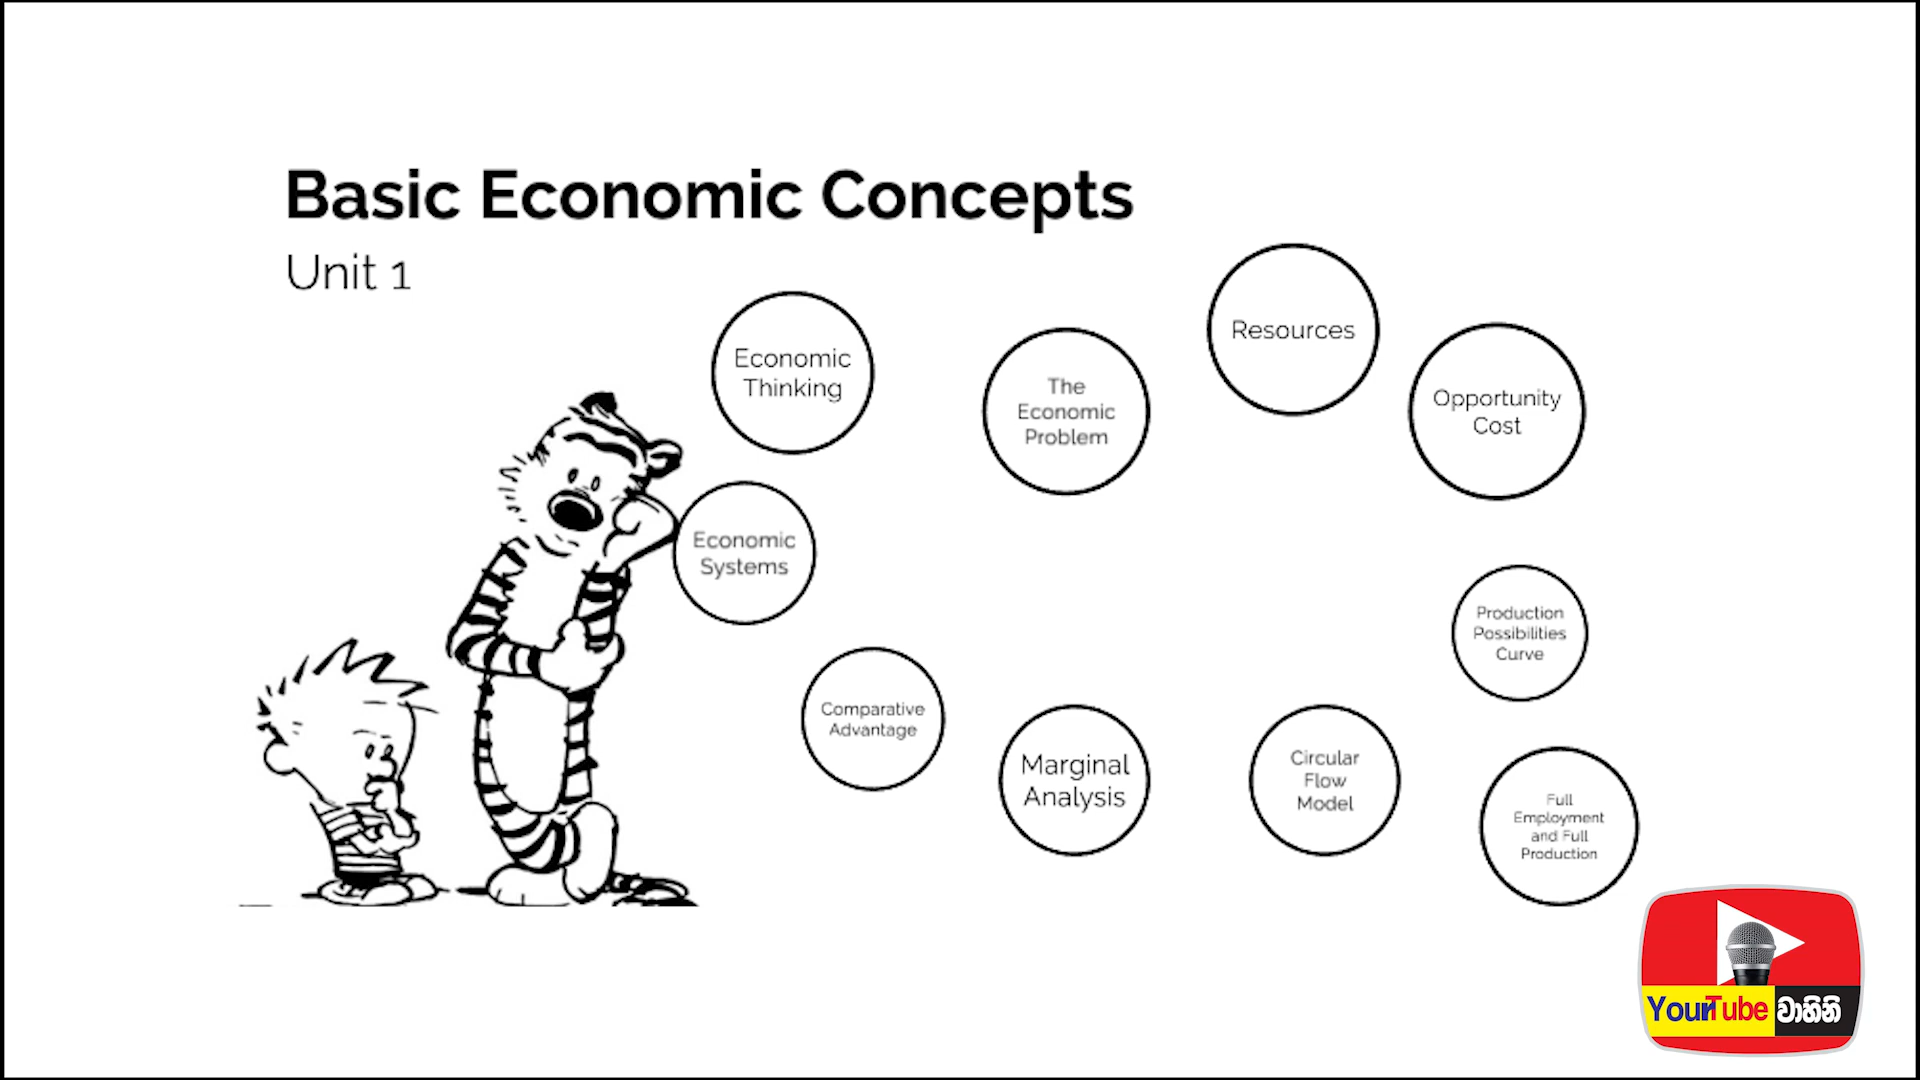 Basic Economic Concepts
Unit 1
Economic
Thinking
The
Economic
Problem
Resources
Opportunity
Cost
Economic
Systems
Production
Possibilities
Curve
Comparative
Advantage
Marginal
Analysis
Circular
Flow
Model
Full
Employment
and Full
Production
YournTube වාහිනි